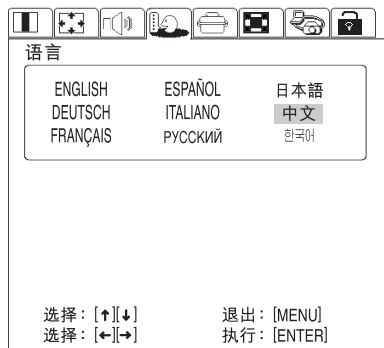 语言
ENGLISH ESPAÑOL 日本語
DEUTSCH ITALIANO 中文
FRANÇAIS РУССКИЙ 한국어
选择：[↑][↓] 退出：[MENU]
选择：[←][→] 执行：[ENTER]